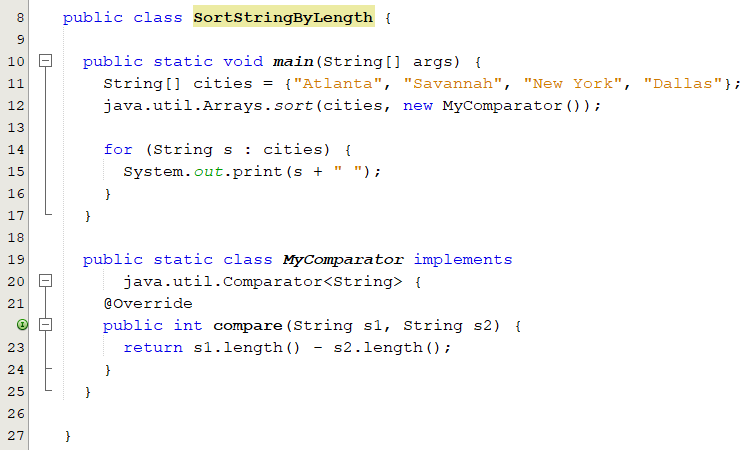 8 public class SortStringByLength {
9
10 public static void main(String[] args) {
11 String[] cities = {"Atlanta", "Savannah", "New York", "Dallas"};
12 java.util.Arrays.sort(cities, new MyComparator());
13
14 for (String s : cities) {
15 System.out.print(s + " ");
16 }
17 }
18
19 public static class MyComparator implements
20 java.util.Comparator<String> {
21 @Override
public int compare(String s1, String s2) {
23 return s1.length() - s2.length();
24 }
25 }
26
27 }